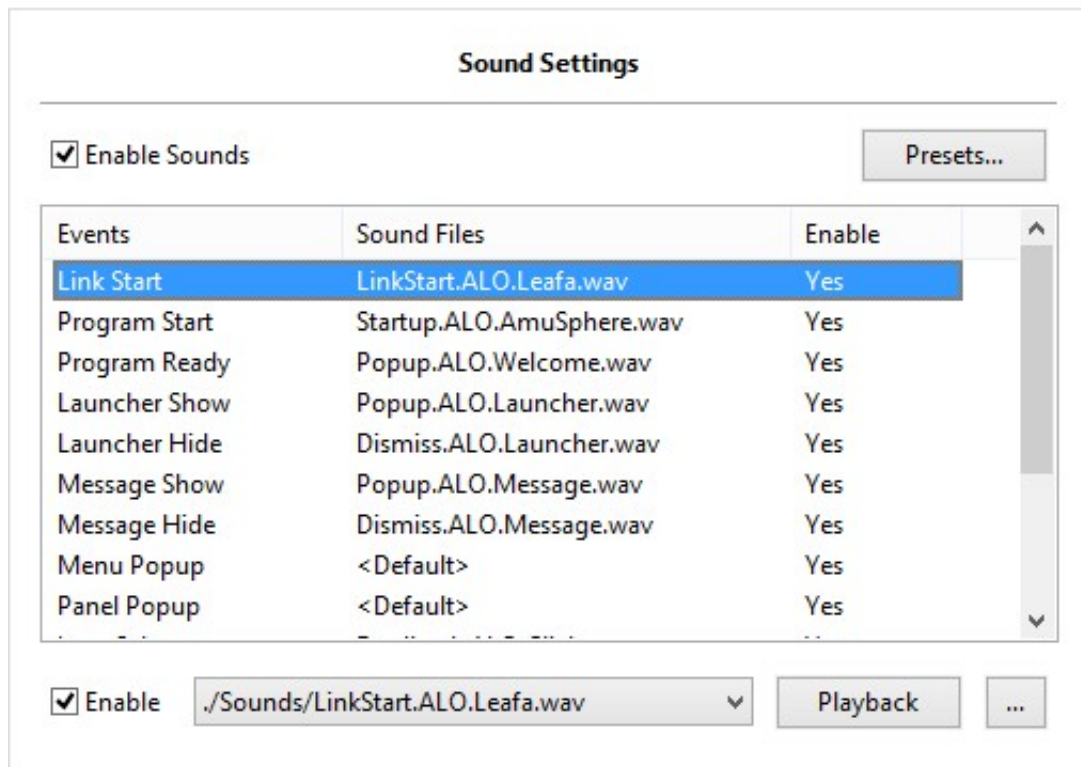 Sound Settings
Enable Sounds Presets...
Events Sound Files Enable
Link Start LinkStart.ALO.Leafa.wav Yes
Program Start Startup.ALO.AmuSphere.wav Yes
Program Ready Popup.ALO.Welcome.wav Yes
Launcher Show Popup.ALO.Launcher.wav Yes
Launcher Hide Dismiss.ALO.Launcher.wav Yes
Message Show Popup.ALO.Message.wav Yes
Message Hide Dismiss.ALO.Message.wav Yes
Menu Popup <Default> Yes
Panel Popup <Default> Yes
Enable ./Sounds/LinkStart.ALO.Leafa.wav Playback ...